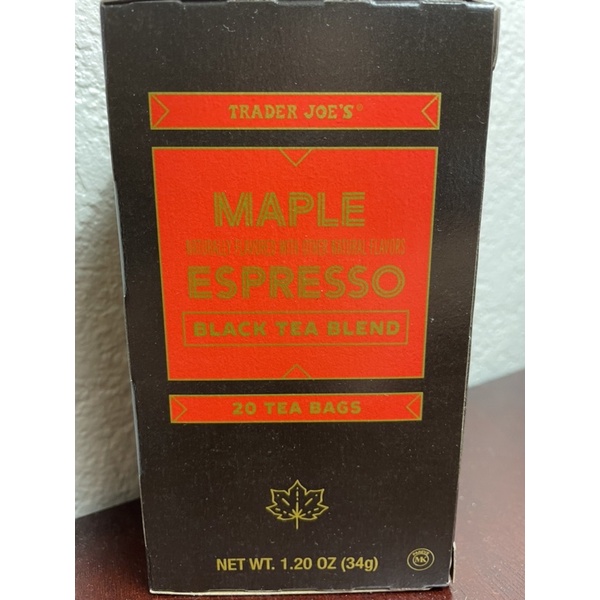 TRADER JOE'S®
MAPLE
NATURALLY FLAVORED WITH OTHER NATURAL FLAVORS
ESPRESSO
BLACK TEA BLEND
20 TEA BAGS
NET WT. 1.20 OZ (34g)
MK